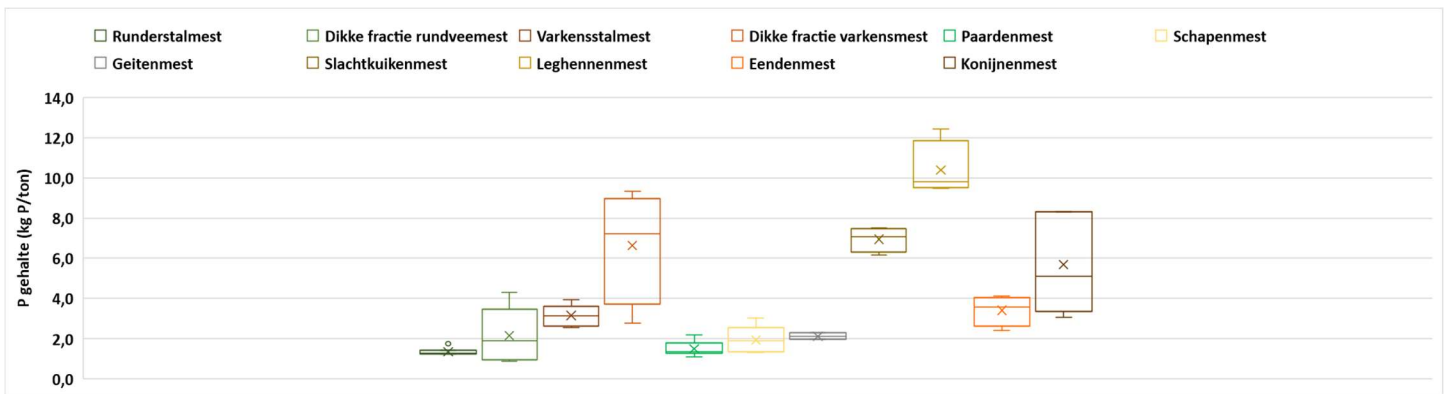 Runderstalmest Dikke fractie rundveemest Varkensstalmest Dikke fractie varkensmest Paardenmest Schapenmest
Geitenmest Slachtkuikenmest Leghennenmest Eendenmest Konijnenmest
P gehalte (kg P/ton)
14,0
12,0
10,0
8,0
6,0
4,0
2,0
0,0